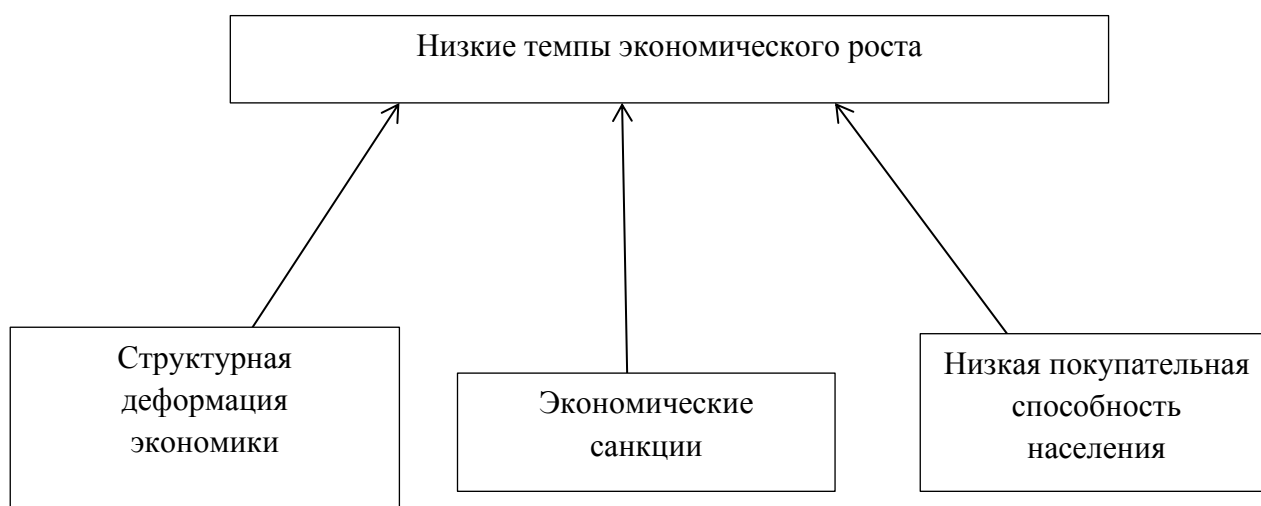 Низкие темпы экономического роста
Структурная
деформация
экономики
Экономические
санкции
Низкая покупательная
способность
населения